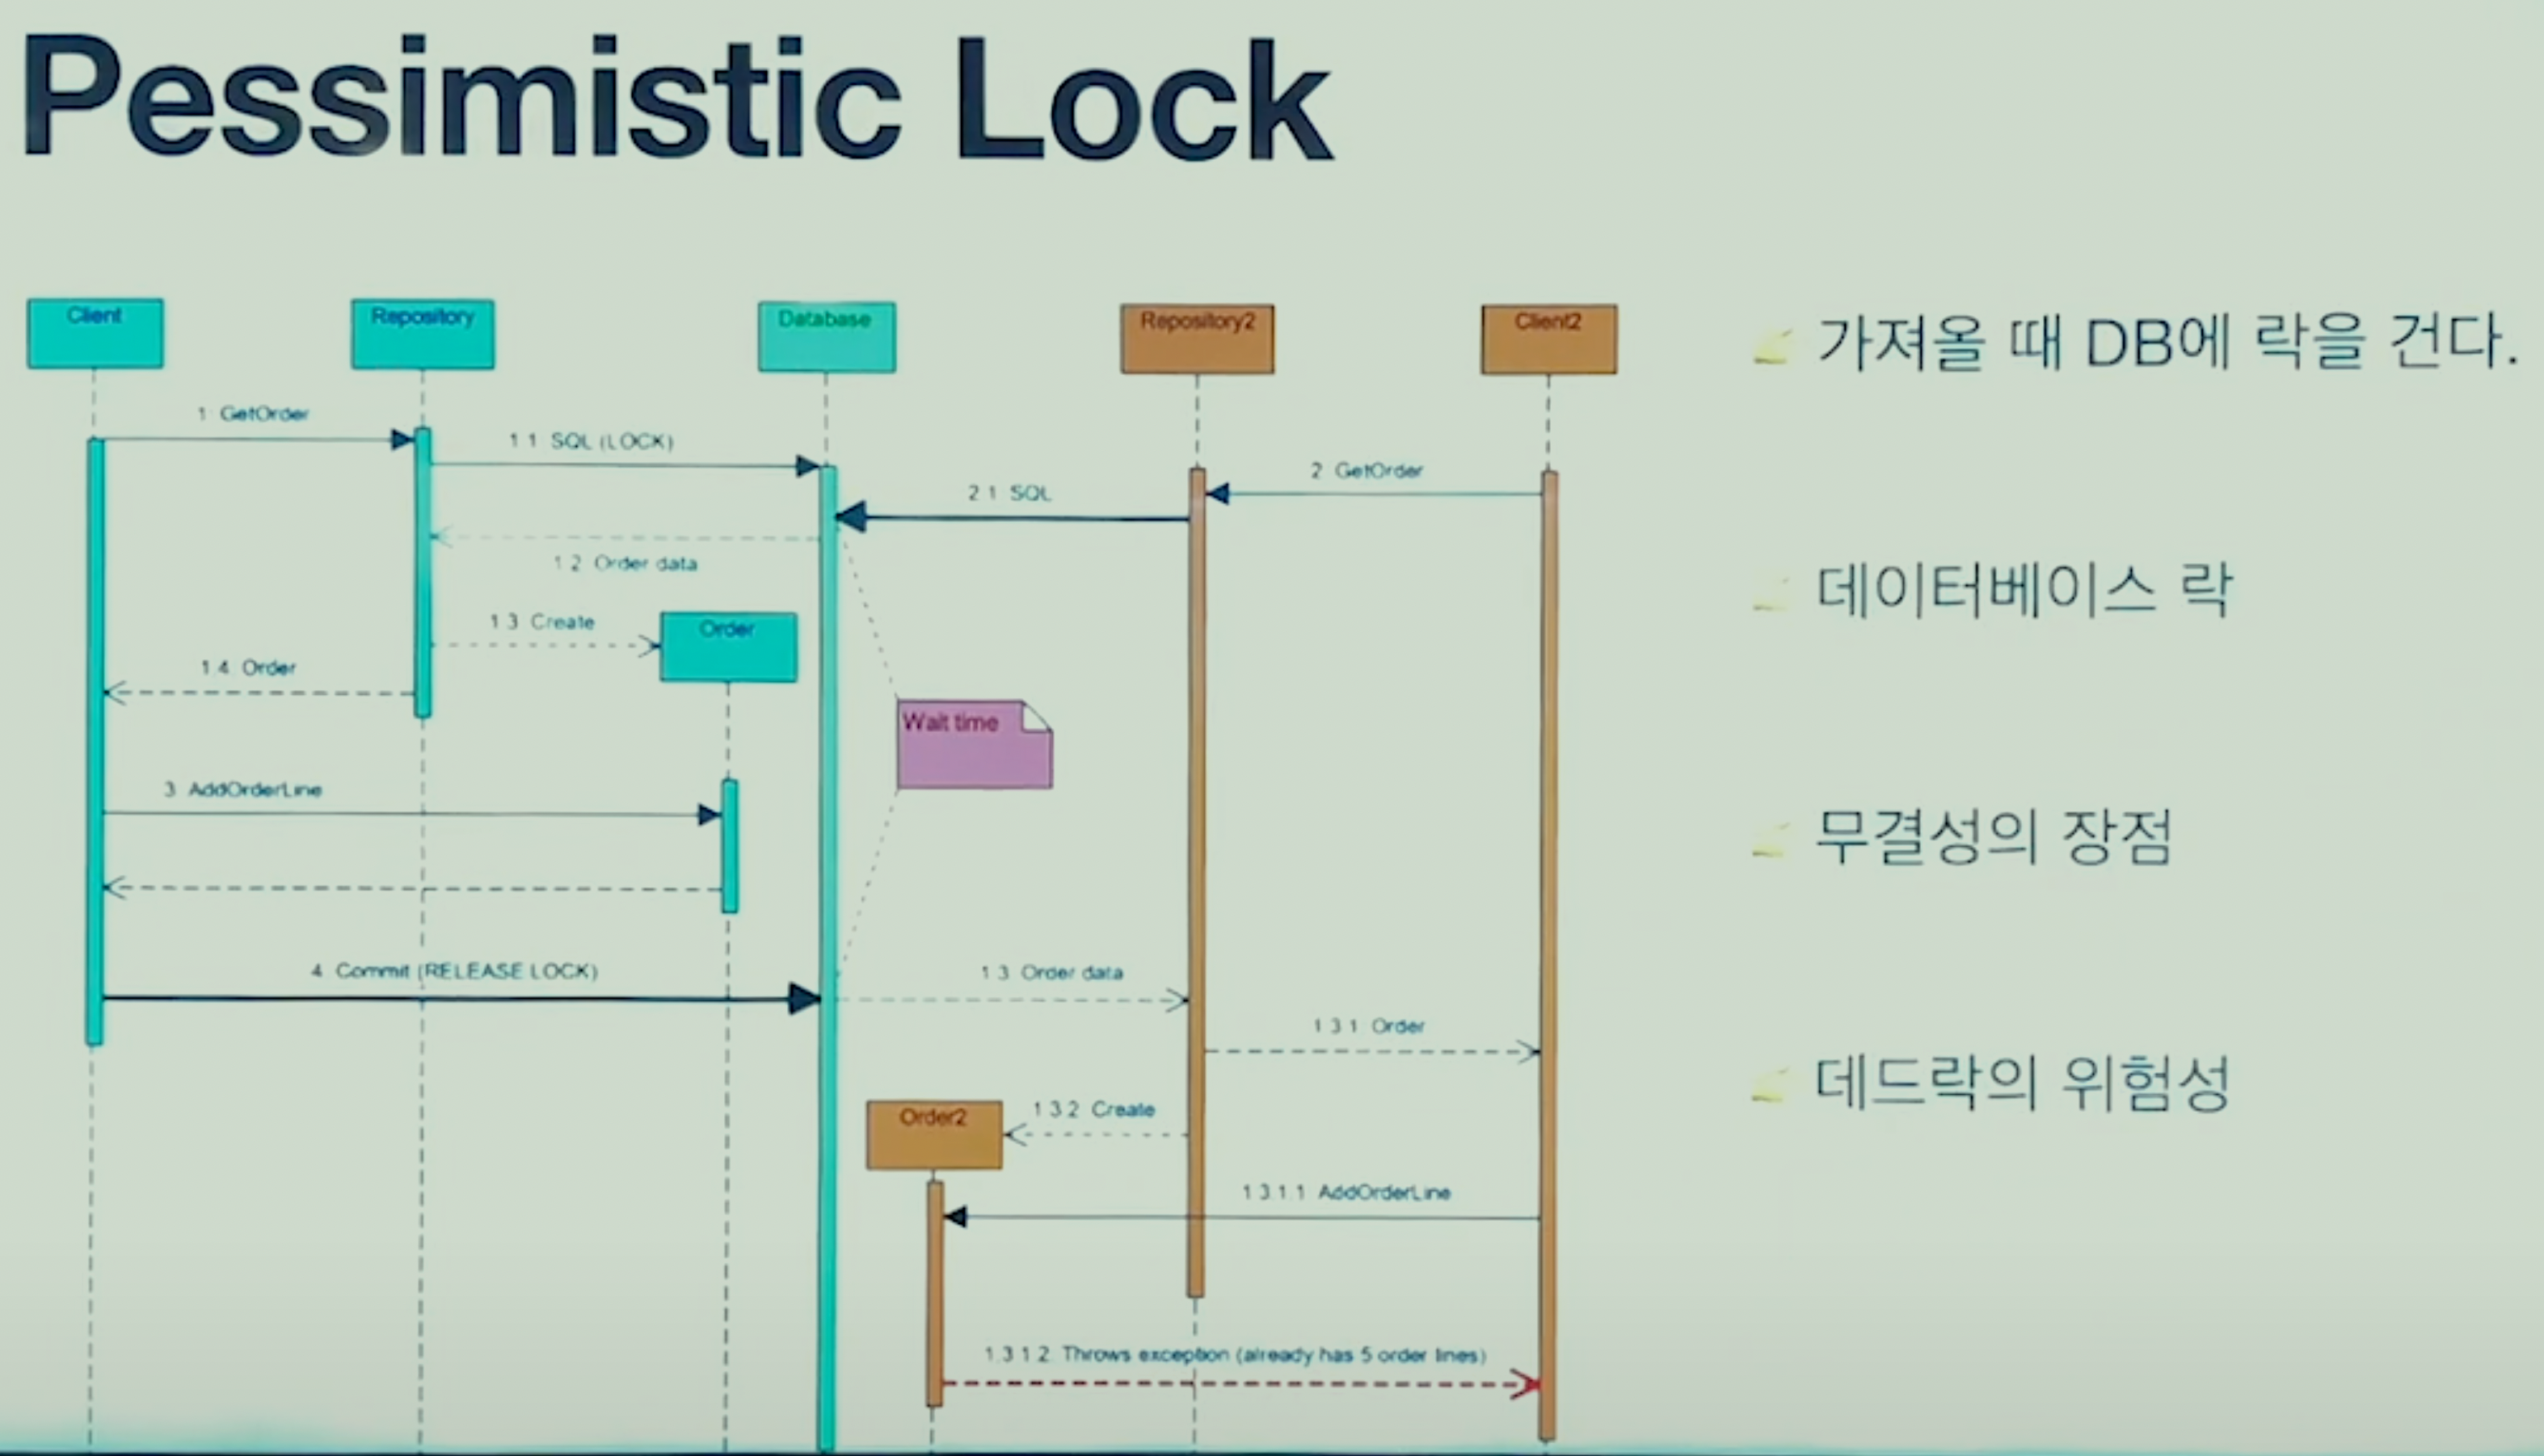 Pessimistic Lock
Client
Repository
Database
Repository2
Client2
1: GetOrder
1.1 SQL (LOCK)
2 GetOrder
2.1 SQL
1.2 Order data
1.3 Create
Order
1.4 Order
Wait time
3 AddOrderLine
4 Commit (RELEASE LOCK)
1.3 Order data
1.3.1 Order
Order2
1.3.2 Create
1.3.1.1 AddOrderLine
1.3.1.2 Throws exception (already has 5 order lines)
가져올 때 DB에 락을 건다.
데이터베이스 락
무결성의 장점
데드락의 위험성